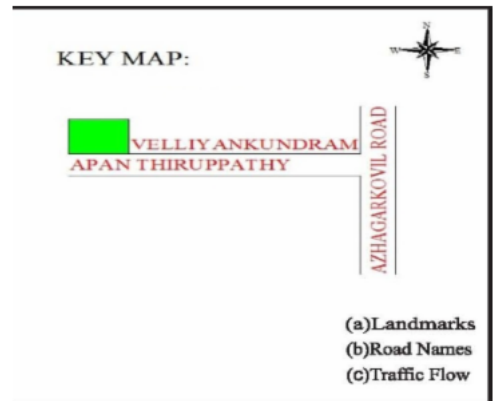 N
KEY MAP:
W E
S
VELLIYANKUNDRAM
APAN THIRUPPATHY
AZHAGARKOVIL ROAD
(a)Landmarks
(b)Road Names
(c)Traffic Flow